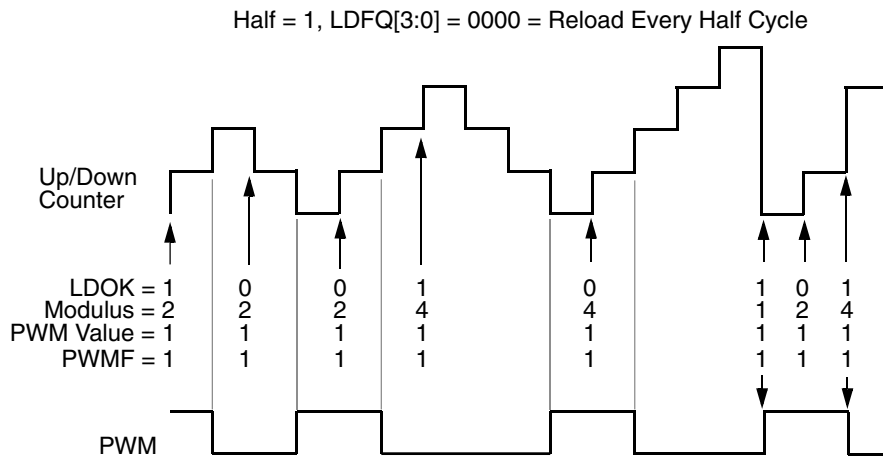 Half = 1, LDFQ[3:0] = 0000 = Reload Every Half Cycle
Up/Down
Counter
LDOK = 1 0 0 1 0 1 0 1
Modulus = 2 2 2 4 4 1 2 4
PWM Value = 1 1 1 1 1 1 1 1
PWMF = 1 1 1 1 1 1 1 1
PWM